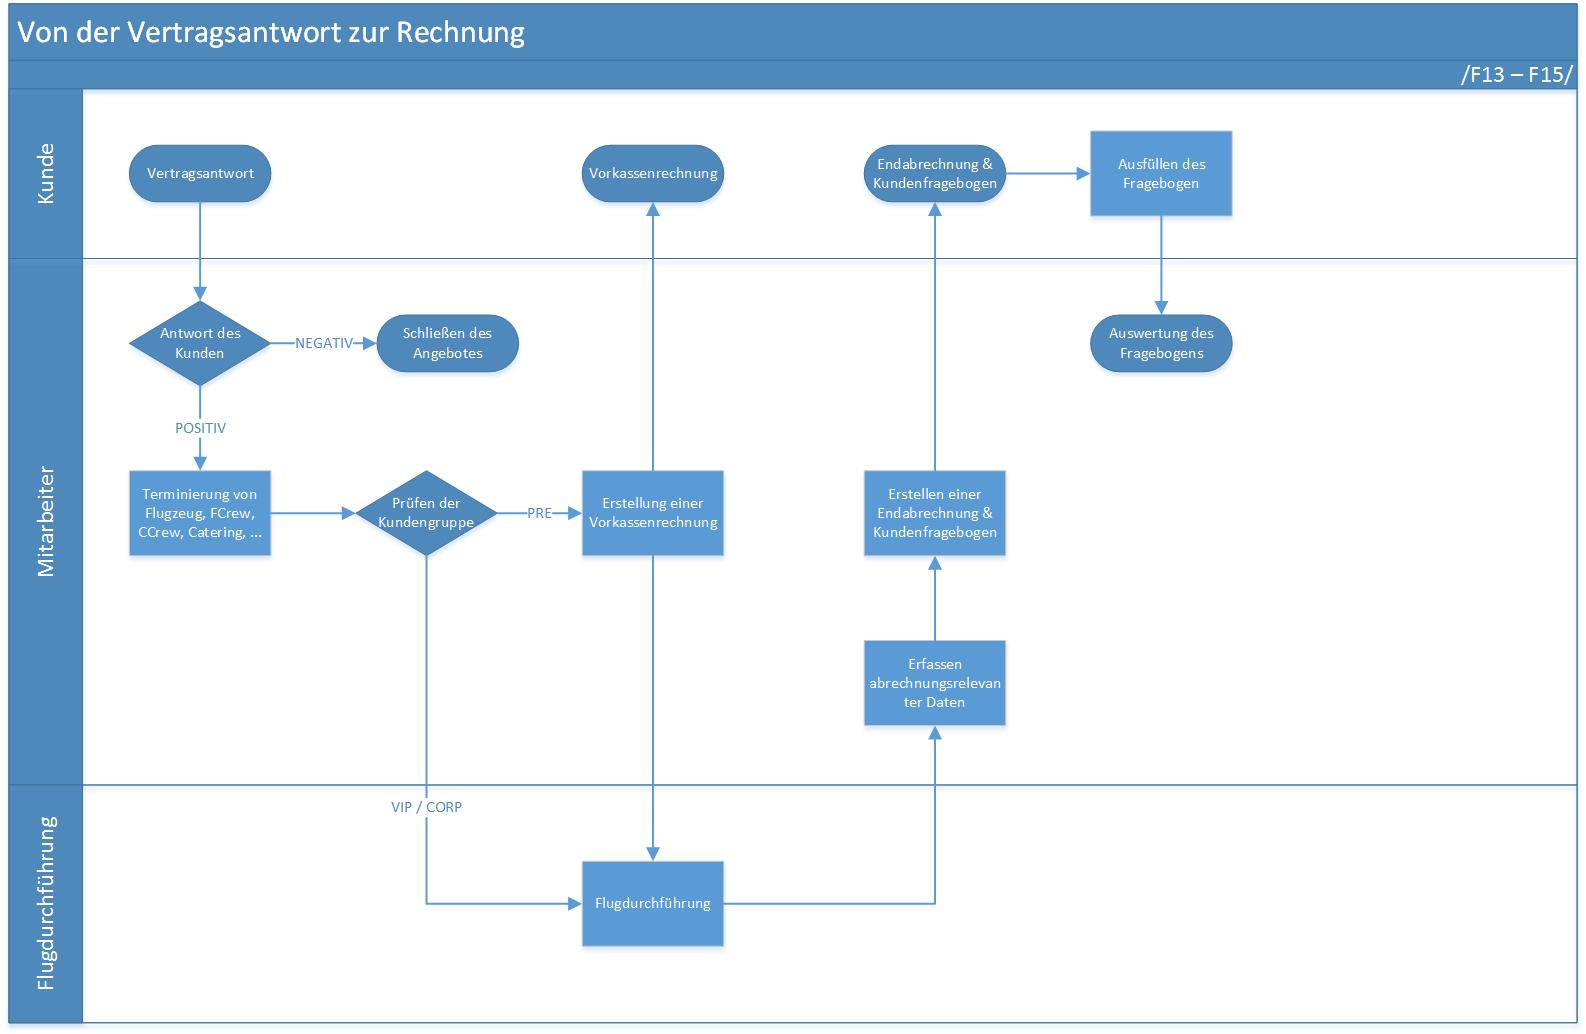 Von der Vertragsantwort zur Rechnung
/F13 – F15/
Kunde
Vertragsantwort
Vorkassenrechnung
Endabrechnung &
Kundenfragebogen
Ausfüllen des
Fragebogen
Mitarbeiter
Antwort des
Kunden
NEGATIV
Schließen des
Angebotes
Auswertung des
Fragebogens
POSITIV
Terminierung von
Flugzeug, FCrew,
CCrew, Catering, ...
Prüfen der
Kundengruppe
PRE
Erstellung einer
Vorkassenrechnung
Erstellen einer
Endabrechnung &
Kundenfragebogen
Erfassen
abrechnungsrelevan
ter Daten
Flugdurchführung
VIP / CORP
Flugdurchführung